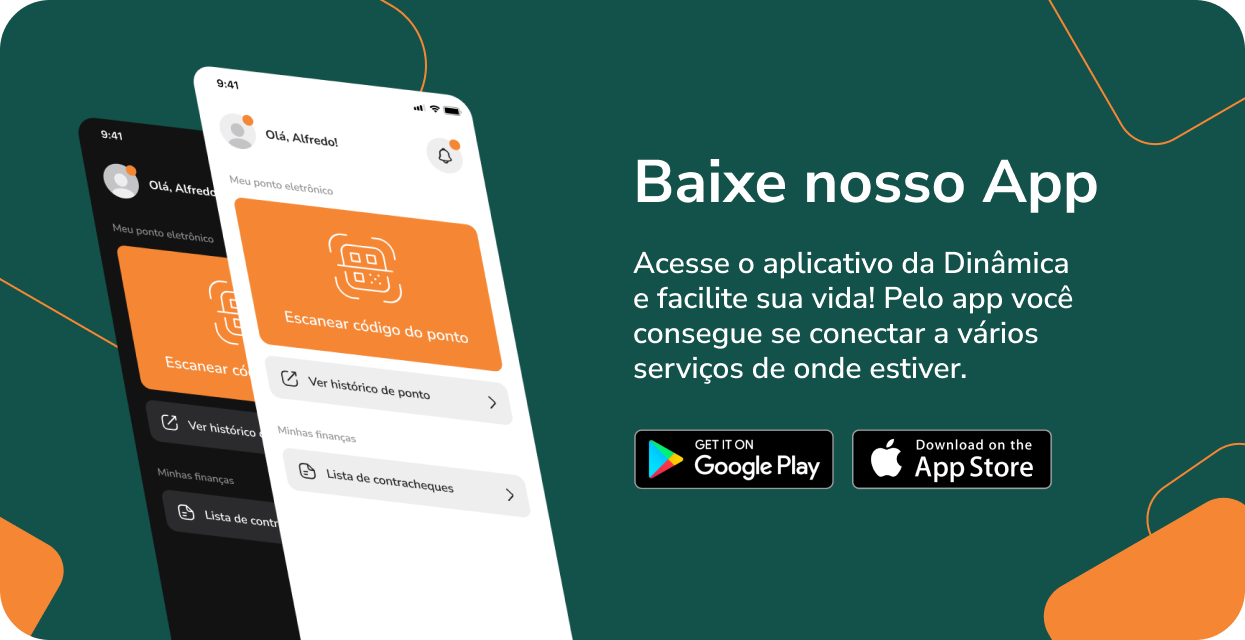 9:41
Olá, Alfredo!
Meu ponto eletrônico
Escanear código do ponto
Ver histórico de ponto
Minhas finanças
Lista de contracheques
9:41
Olá, Alfredo
Meu ponto eletrônico
Escanear có
Ver histórico
Minhas finanças
Lista de contr
Baixe nosso App
Acesse o aplicativo da Dinâmica
e facilite sua vida! Pelo app você
consegue se conectar a vários
serviços de onde estiver.
GET IT ON
Google Play
Download on the
App Store